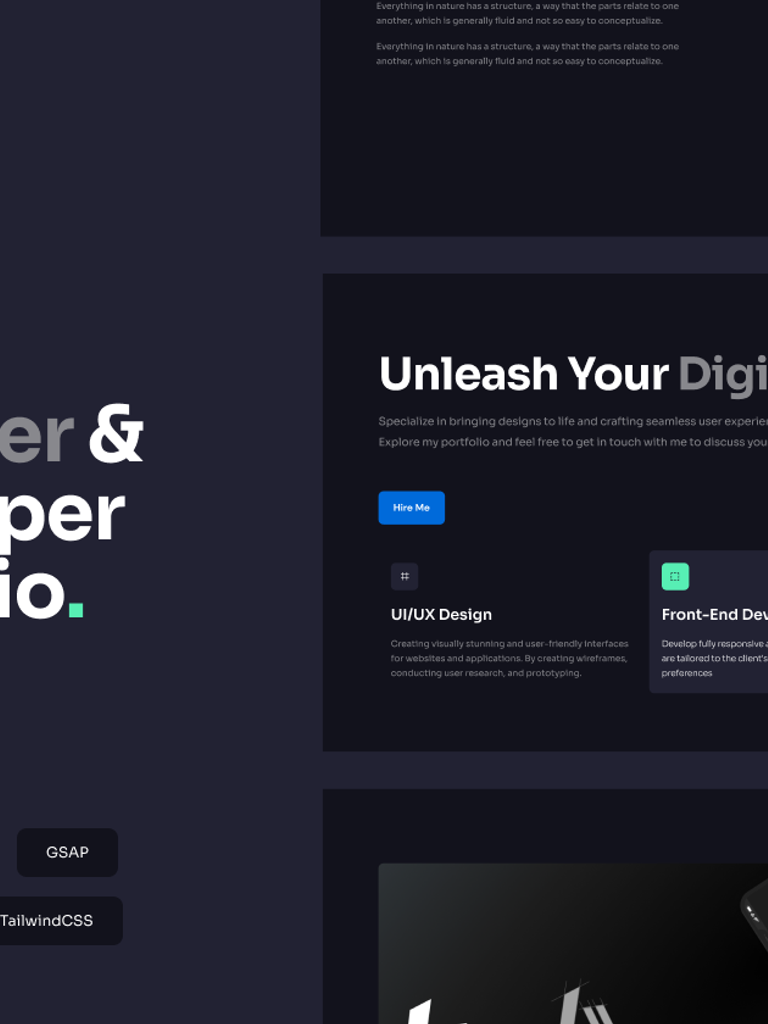 Everything in nature has a structure, a way that the parts relate to one
another, which is generally fluid and not so easy to conceptualize.
Everything in nature has a structure, a way that the parts relate to one
another, which is generally fluid and not so easy to conceptualize.
er &
per
io.
GSAP
TailwindCSS
Unleash Your Digi
Specialize in bringing designs to life and crafting seamless user experien
Explore my portfolio and feel free to get in touch with me to discuss you
Hire Me
UI/UX Design
Creating visually stunning and user-friendly interfaces
for websites and applications. By creating wireframes,
conducting user research, and prototyping.
Front-End Dev
Develop fully responsive a
are tailored to the client's
preferences